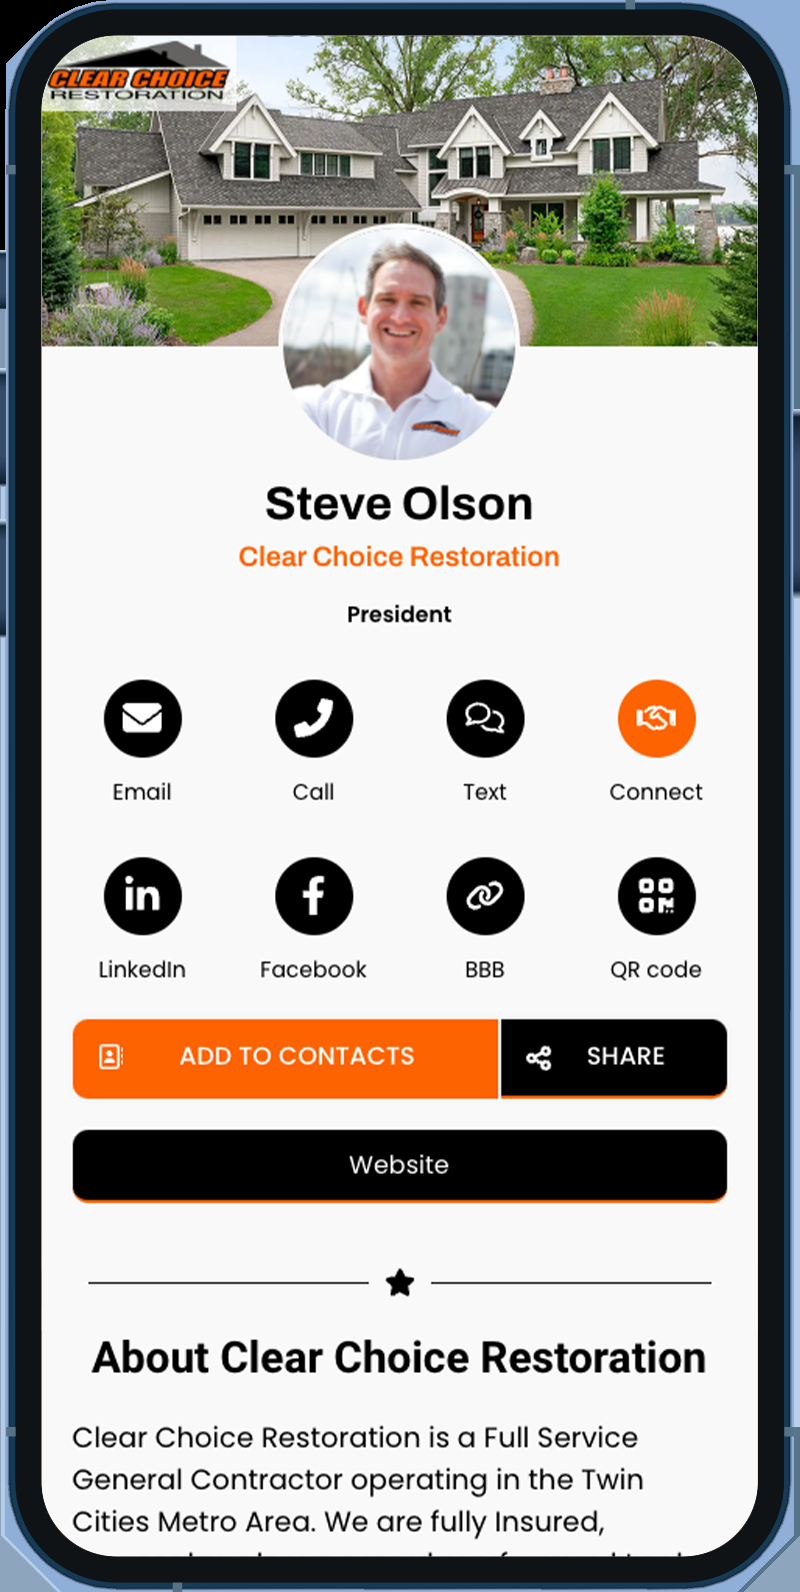 CLEAR CHOICE
RESTORATION
Steve Olson
Clear Choice Restoration
President
Email
Call
Text
Connect
LinkedIn
Facebook
BBB
QR code
ADD TO CONTACTS
SHARE
Website
About Clear Choice Restoration
Clear Choice Restoration is a Full Service
General Contractor operating in the Twin
Cities Metro Area. We are fully Insured,